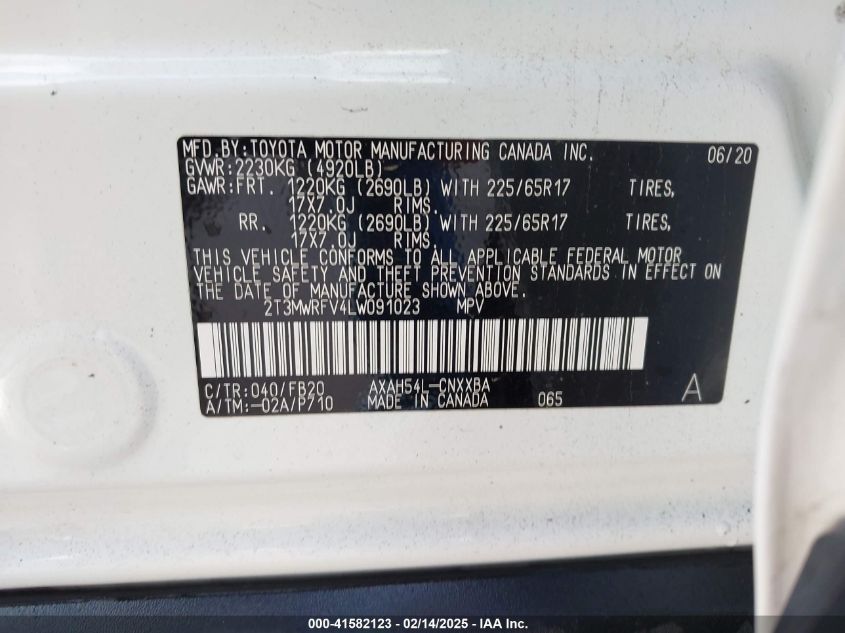 MFD.BY:TOYOTA MOTOR MANUFACTURING CANADA INC. 06/20
GVWR:2230KG (4920LB)
GAWR:FRT. 1220KG (2690LB) WITH 225/65R17 TIRES,
17X7.0J RIMS.
RR. 1220KG (2690LB) WITH 225/65R17 TIRES,
17X7.0J RIMS.
THIS VEHICLE CONFORMS TO ALL APPLICABLE FEDERAL MOTOR
VEHICLE SAFETY AND THEFT PREVENTION STANDARDS IN EFFECT ON
THE DATE OF MANUFACTURE SHOWN ABOVE.
2T3MWRFV4LW091023 MPV
C/TR:040/FB20 AXAH54L-CNXXBA
A/TM:-02A/P710 MADE IN CANADA 065 A
000-41582123 - 02/14/2025 - IAA Inc.